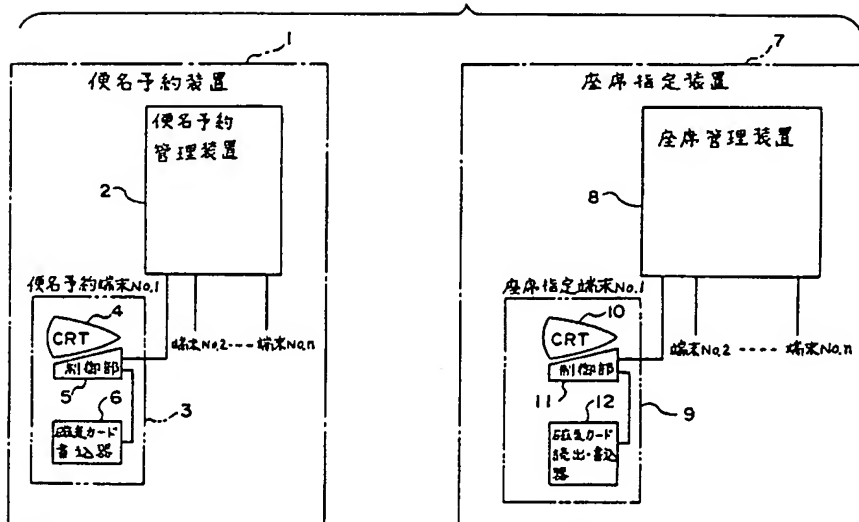 1
便名予約装置
便名予約
管理装置
2
便名予約端末No.1
4
CRT
制御部
5
6
磁気カード
書込器
3
端末No.2----端末No.n
7
座席指定装置
座席管理装置
8
座席指定端末No.1
10
CRT
制御部
11
12
磁気カード
読出・書込
器
9
端末No.2 ---- 端末No.n